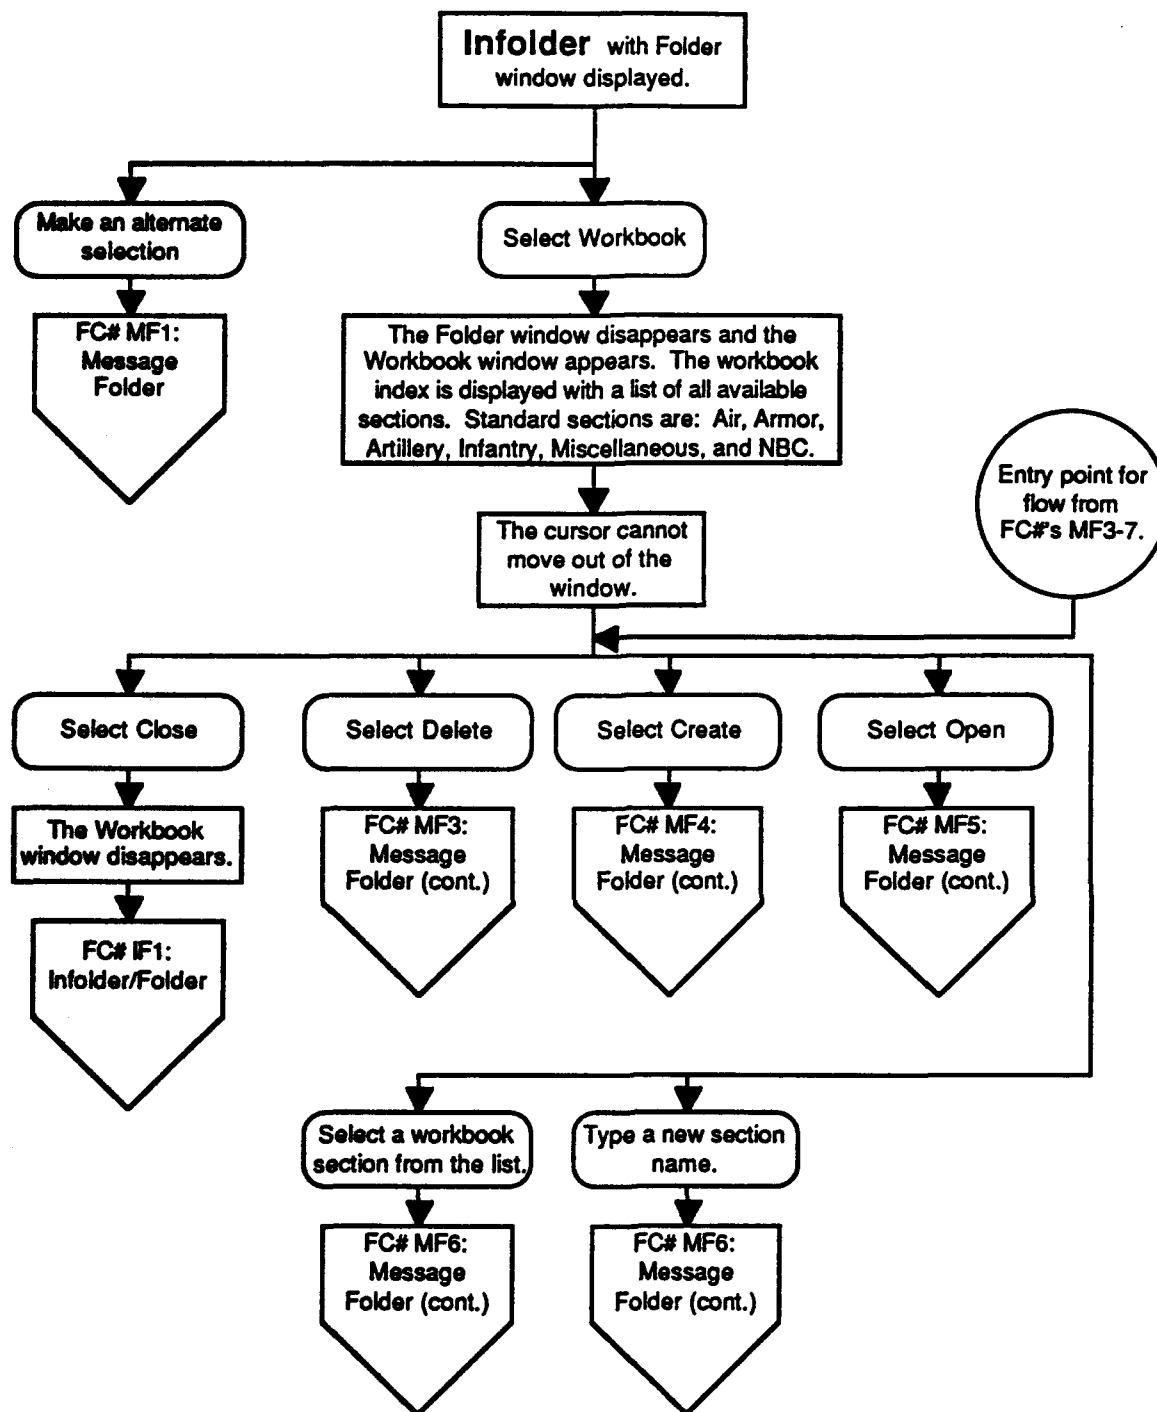 Infolder with Folder
window displayed.
Make an alternate
selection
Select Workbook
FC# MF1:
Message
Folder
The Folder window disappears and the
Workbook window appears. The workbook
index is displayed with a list of all available
sections. Standard sections are: Air, Armor,
Artillery, Infantry, Miscellaneous, and NBC.
Entry point for
flow from
FC#'s MF3-7.
The cursor cannot
move out of the
window.
Select Close
Select Delete
Select Create
Select Open
The Workbook
window disappears.
FC# MF3:
Message
Folder (cont.)
FC# MF4:
Message
Folder (cont.)
FC# MF5:
Message
Folder (cont.)
FC# IF1:
Infolder/Folder
Select a workbook
section from the list.
Type a new section
name.
FC# MF6:
Message
Folder (cont.)
FC# MF6:
Message
Folder (cont.)